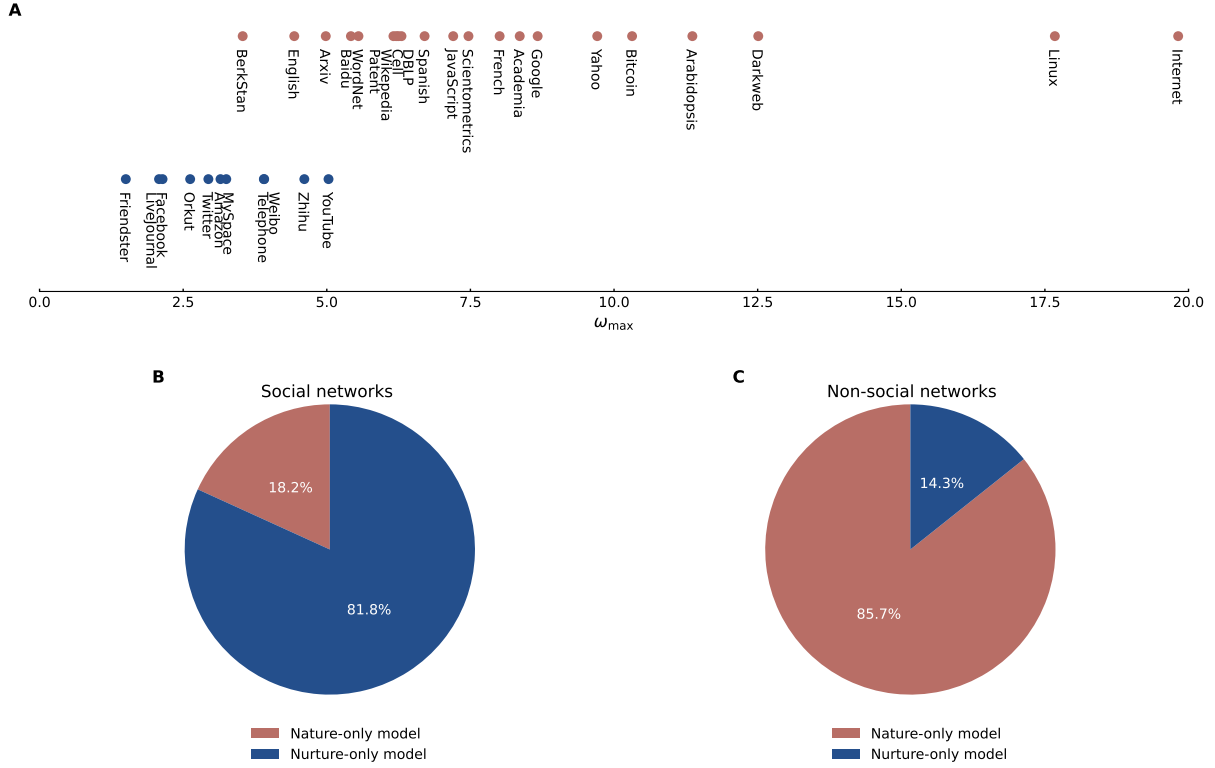 A
BerkStan
English
Arxiv
Baidu
WordNet
Patent
Wikepedia
Cell
DBLP
Spanish
JavaScript
Scientometrics
French
Academia
Google
Yahoo
Bitcoin
Arabidopsis
Darkweb
Linux
Internet
Friendster
LiveJournal
Facebook
Orkut
Twitter
Amazon
MySpace
Telephone
Weibo
Zhihu
YouTube
0.0 2.5 5.0 7.5 10.0 12.5 15.0 17.5 20.0
ω_max
B
Social networks
18.2%
81.8%
Nature-only model
Nurture-only model
C
Non-social networks
14.3%
85.7%
Nature-only model
Nurture-only model